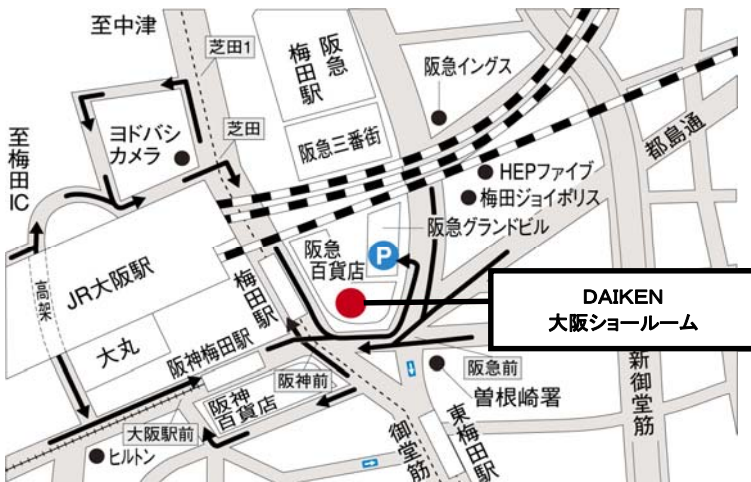 至中津
芝田1
阪急
梅田駅
阪急イングス
ヨドバシ
カメラ
芝田
阪急三番街
都島通
至梅田
IC
HEPファイブ
梅田ジョイポリス
阪急グランドビル
阪急
百貨店
P
JR大阪駅
高架
梅田駅
DAIKEN
大阪ショールーム
大丸
阪神梅田駅
阪急前
阪神前
新御堂筋
曽根崎署
阪神
百貨店
大阪駅前
御堂筋
東梅田駅
ヒルトン